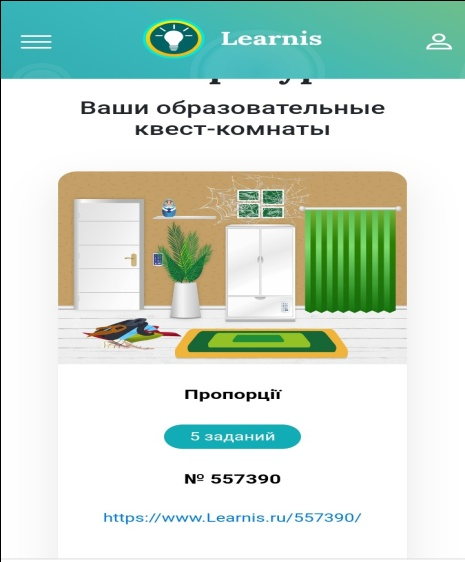 Learnis
Ваши образовательные
квест-комнаты
Пропорції
5 заданий
№ 557390
https://www.Learnis.ru/557390/